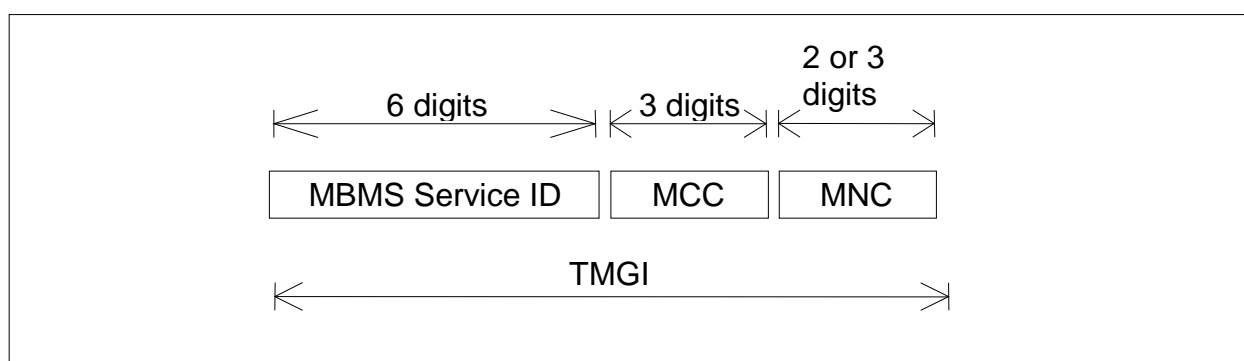 2 or 3
digits
6 digits
3 digits
MBMS Service ID
MCC
MNC
TMGI